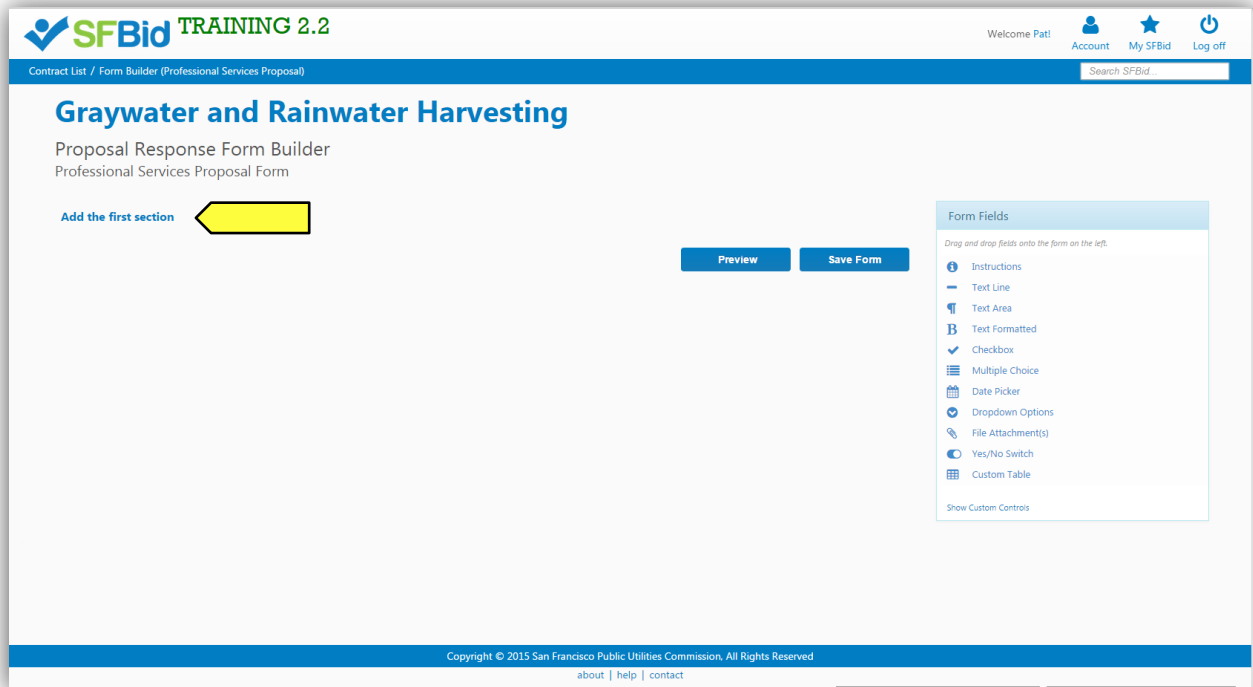 SFBid TRAINING 2.2
Welcome Pat!
Account My SFBid Log off
Contract List / Form Builder (Professional Services Proposal)
Search SFBid...
Graywater and Rainwater Harvesting
Proposal Response Form Builder
Professional Services Proposal Form
Add the first section
Preview Save Form
Form Fields
Drag and drop fields onto the form on the left.
Instructions
Text Line
Text Area
B Text Formatted
Checkbox
Multiple Choice
Date Picker
Dropdown Options
File Attachment(s)
Yes/No Switch
Custom Table
Show Custom Controls
Copyright © 2015 San Francisco Public Utilities Commission, All Rights Reserved
about | help | contact